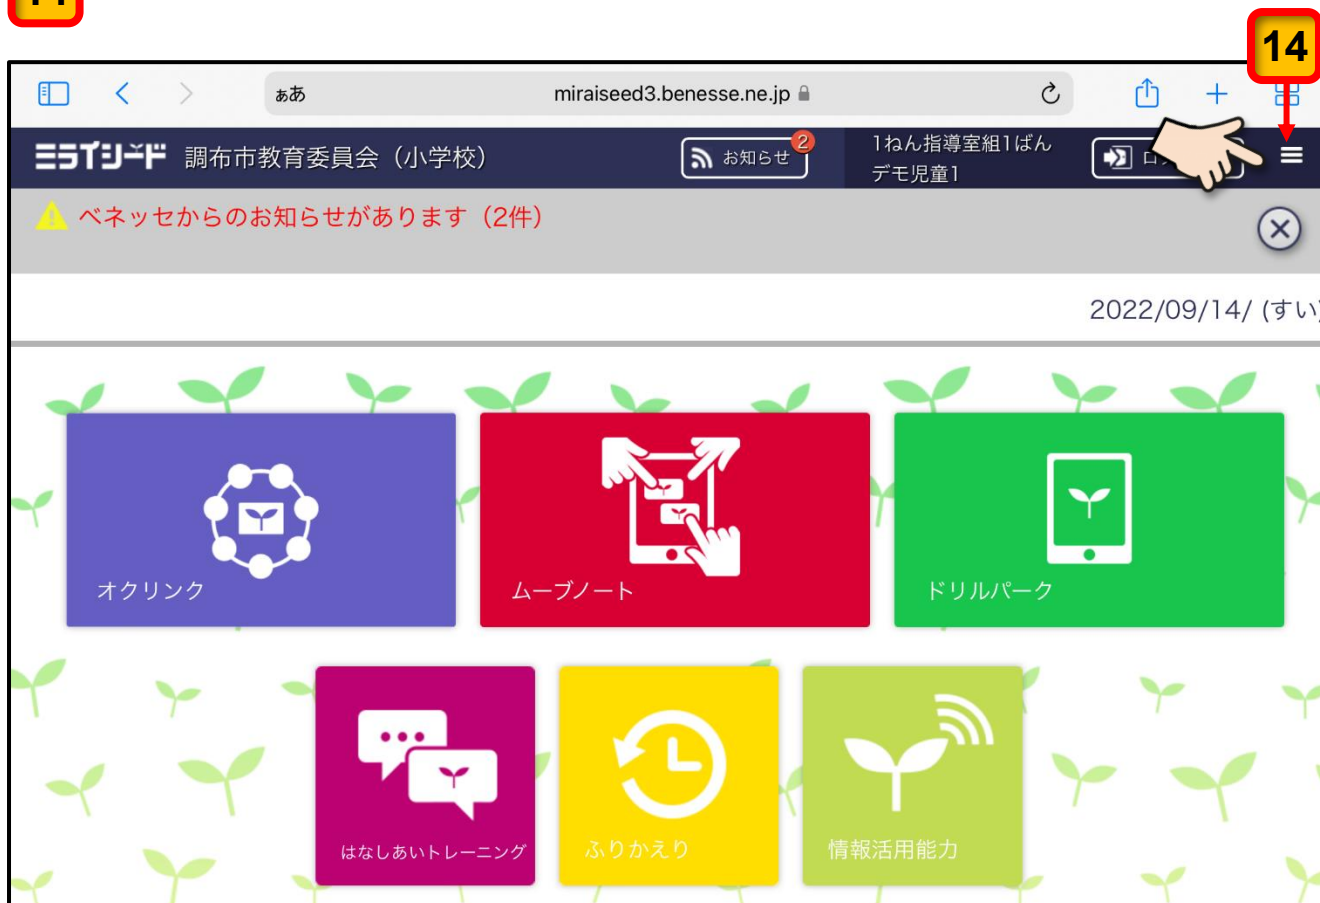 14
ぁあ
miraiseed3.benesse.ne.jp
ミライシード 調布市教育委員会（小学校）
お知らせ
2
1ねん指導室組1ばん
デモ児童1
ベネッセからのお知らせがあります（2件）
2022/09/14/ (すい)
オクリンク
ムーブノート
ドリルパーク
はなしあいトレーニング
ふりかえり
情報活用能力